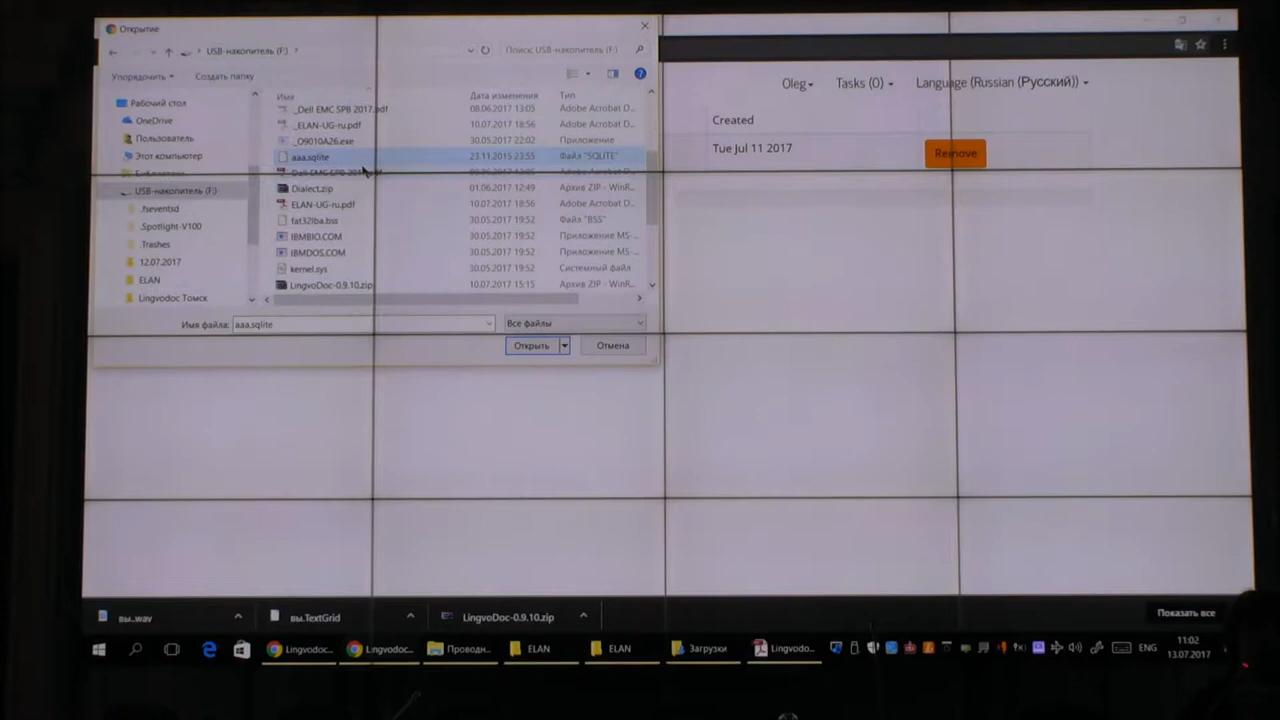 Открытие
USB-накопитель (F:)
Поиск: USB-накопитель (F:)
Упорядочить
Создать папку
Oleg
Tasks (0)
Language (Russian (Русский))
Имя
Дата изменения
Тип
Created
Рабочий стол
OneDrive
Пользователь
Этот компьютер
USB-накопитель (F:)
.fseventsd
.Spotlight-V100
.Trashes
12.07.2017
ELAN
Lingvodoc Томск
_Dell EMC SPB 2017.pdf 08.06.2017 13:05 Adobe Acrobat D...
_ELAN-UG-ru.pdf 10.07.2017 18:56 Adobe Acrobat D...
_O9010A26.exe 30.05.2017 22:02 Приложение
aaa.sqlite 23.11.2015 23:55 Файл "SQLITE"
Dialect.zip 01.06.2017 12:49 Архив ZIP - WinR...
ELAN-UG-ru.pdf 10.07.2017 18:56 Adobe Acrobat D...
fat32lba.bss 30.05.2017 19:52 Файл "BSS"
IBMBIO.COM 30.05.2017 19:52 Приложение MS-...
IBMDOS.COM 30.05.2017 19:52 Приложение MS-...
kernel.sys 30.05.2017 19:52 Системный файл
LingvoDoc-0.9.10.zip 10.07.2017 15:15 Архив ZIP - WinR...
Tue Jul 11 2017
Remove
Имя файла: aaa.sqlite
Все файлы
Открыть
Отмена
вы..wav
вы.TextGrid
LingvoDoc-0.9.10.zip
Показать все
Lingvodoc...
Lingvodoc...
Проводн...
ELAN
ELAN
Загрузки
Lingvodo...
ENG
11:02
13.07.2017